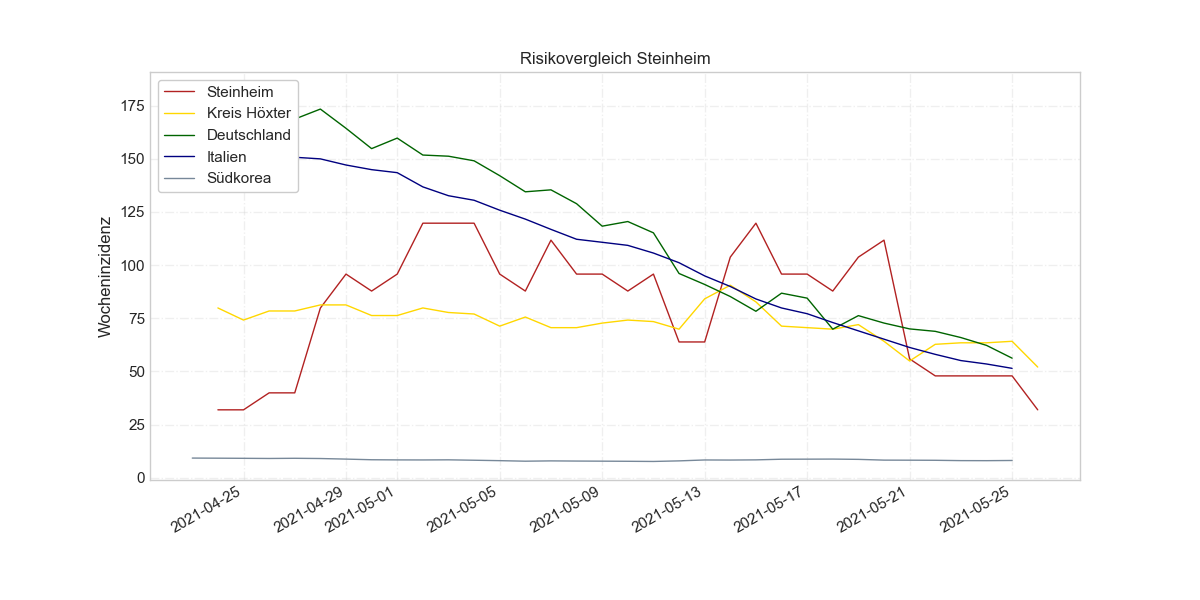 Risikovergleich Steinheim
Steinheim
Kreis Höxter
Deutschland
Italien
Südkorea
Wocheninzidenz
175
150
125
100
75
50
25
0
2021-04-25
2021-04-29
2021-05-01
2021-05-05
2021-05-09
2021-05-13
2021-05-17
2021-05-21
2021-05-25